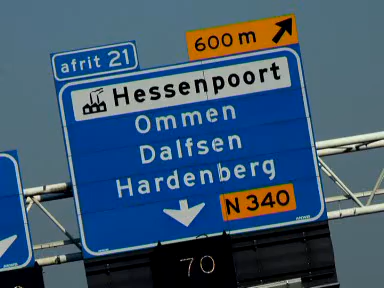 600 m
afrit 21
Hessenpoort
Ommen
Dalfsen
Hardenberg
N 340
70